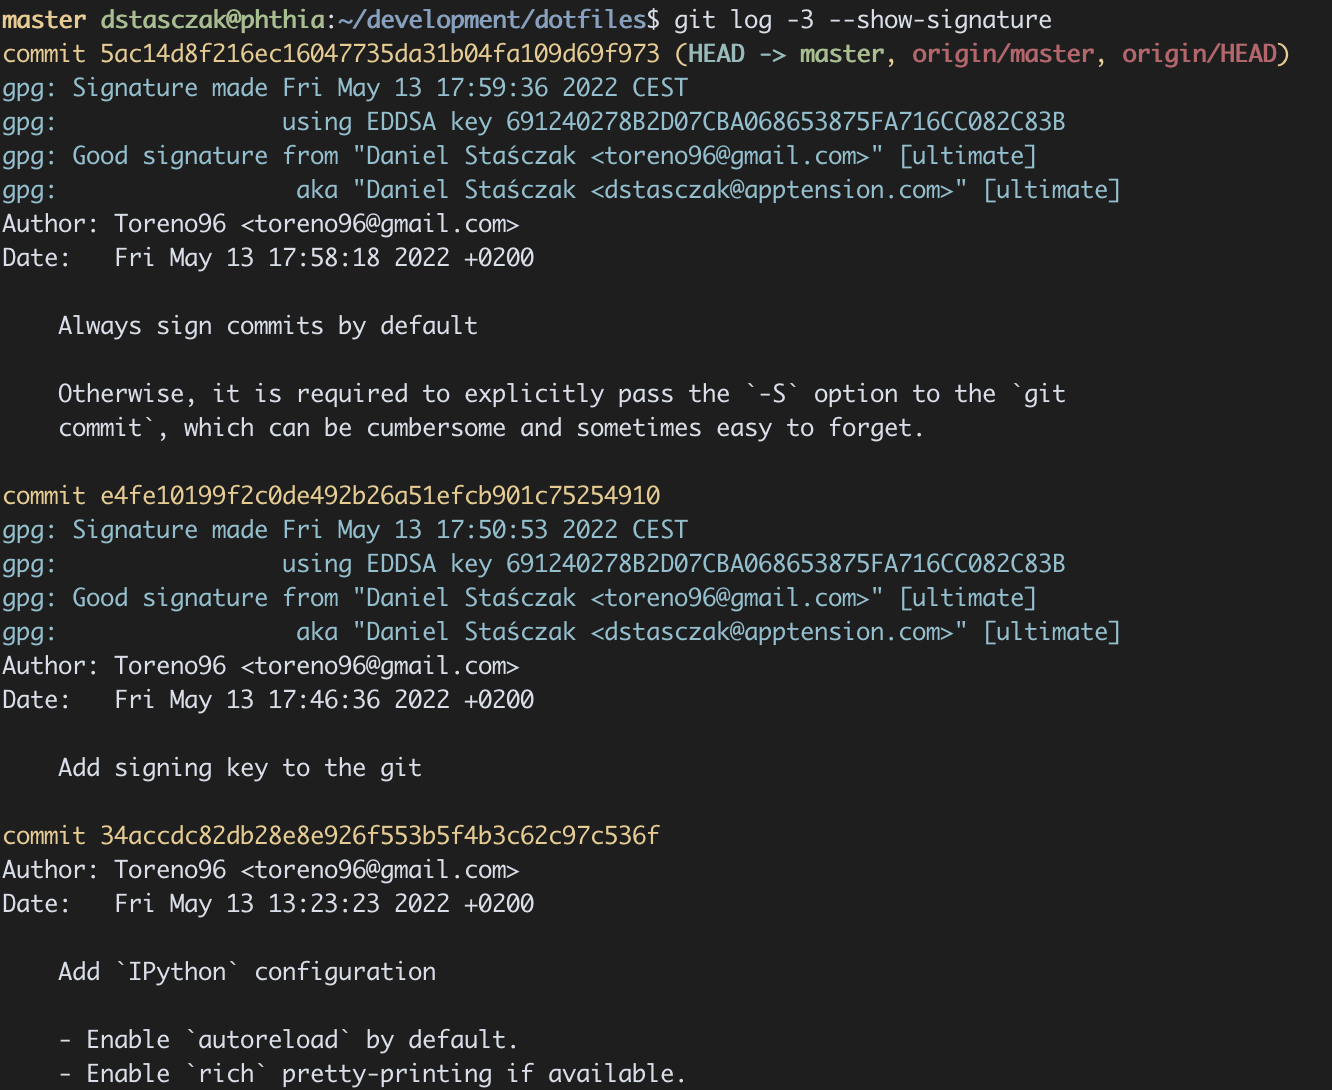 master dstasczak@phthia:~/development/dotfiles$ git log -3 --show-signature
commit 5ac14d8f216ec16047735da31b04fa109d69f973 (HEAD -> master, origin/master, origin/HEAD)
gpg: Signature made Fri May 13 17:59:36 2022 CEST
gpg:                using EDDSA key 691240278B2D07CBA068653875FA716CC082C83B
gpg: Good signature from "Daniel Staśczak <toreno96@gmail.com>" [ultimate]
gpg:                 aka "Daniel Staśczak <dstasczak@apptension.com>" [ultimate]
Author: Toreno96 <toreno96@gmail.com>
Date:   Fri May 13 17:58:18 2022 +0200

    Always sign commits by default

    Otherwise, it is required to explicitly pass the `-S` option to the `git
    commit`, which can be cumbersome and sometimes easy to forget.

commit e4fe10199f2c0de492b26a51efcb901c75254910
gpg: Signature made Fri May 13 17:50:53 2022 CEST
gpg:                using EDDSA key 691240278B2D07CBA068653875FA716CC082C83B
gpg: Good signature from "Daniel Staśczak <toreno96@gmail.com>" [ultimate]
gpg:                 aka "Daniel Staśczak <dstasczak@apptension.com>" [ultimate]
Author: Toreno96 <toreno96@gmail.com>
Date:   Fri May 13 17:46:36 2022 +0200

    Add signing key to the git

commit 34accdc82db28e8e926f553b5f4b3c62c97c536f
Author: Toreno96 <toreno96@gmail.com>
Date:   Fri May 13 13:23:23 2022 +0200

    Add `IPython` configuration

    - Enable `autoreload` by default.
    - Enable `rich` pretty-printing if available.